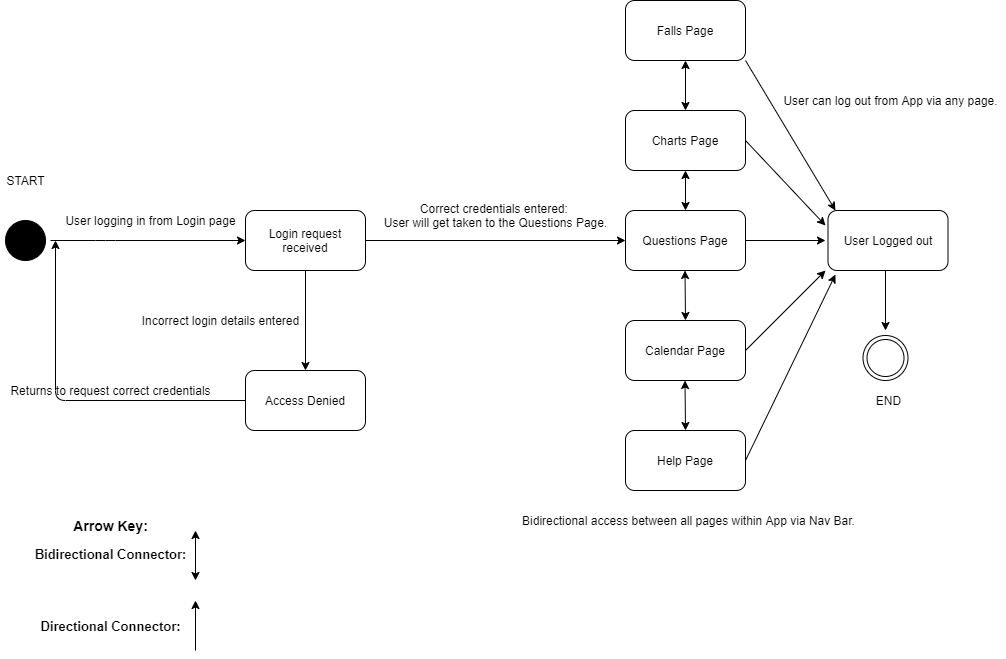 Falls Page
User can log out from App via any page.
Charts Page
START
User logging in from Login page
Login request
received
Correct credentials entered:
User will get taken to the Questions Page.
Questions Page
User Logged out
Incorrect login details entered
Calendar Page
Returns to request correct credentials
Access Denied
END
Help Page
Bidirectional access between all pages within App via Nav Bar.
Arrow Key:
Bidirectional Connector:
Directional Connector: